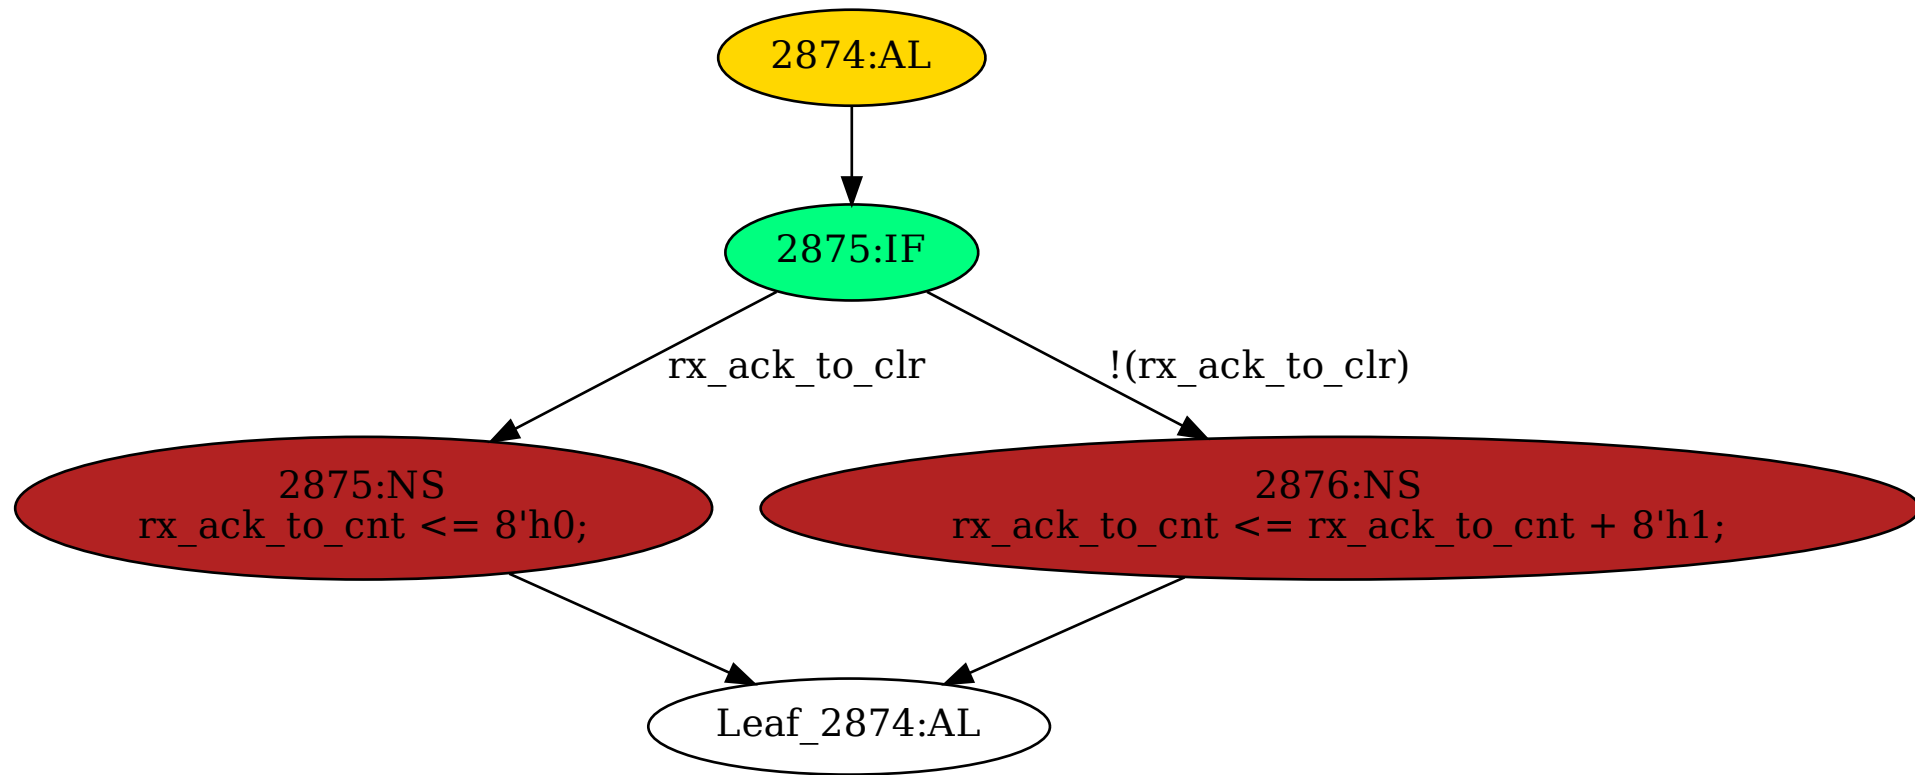 2874:AL
2875:IF
rx_ack_to_clr
!(rx_ack_to_clr)
2875:NS
rx_ack_to_cnt <= 8'h0;
2876:NS
rx_ack_to_cnt <= rx_ack_to_cnt + 8'h1;
Leaf_2874:AL